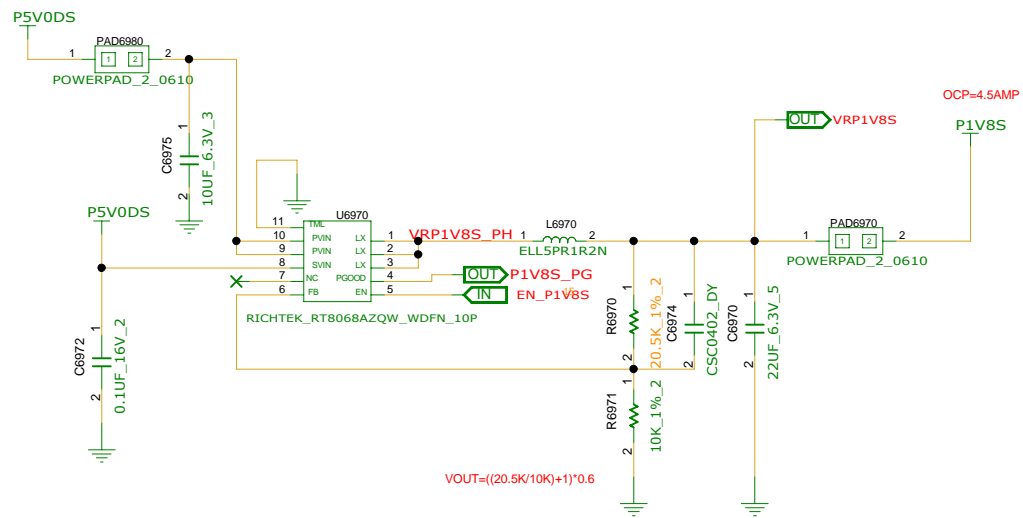 P5V0DS
PAD6980
1
1
2
2
POWERPAD_2_0610
OCP=4.5AMP
OUT
VRP1V8S
P1V8S
1
C6975
10UF_6.3V_3
2
P5V0DS
U6970
11
TML
10
PVIN
LX
1
9
PVIN
LX
2
8
SVIN
LX
3
7
NC
PGOOD
4
6
FB
EN
5
RICHTEK_RT8068AZQW_WDFN_10P
VRP1V8S_PH
1
L6970
2
ELL5PR1R2N
OUT
P1V8S_PG
IN
EN_P1V8S
PAD6970
1
1
2
2
POWERPAD_2_0610
1
C6972
0.1UF_16V_2
2
1
R6970
20.5K_1%_2
2
1
C6974
CSC0402_DY
2
1
C6970
22UF_6.3V_5
2
1
R6971
10K_1%_2
2
VOUT=((20.5K/10K)+1)*0.6